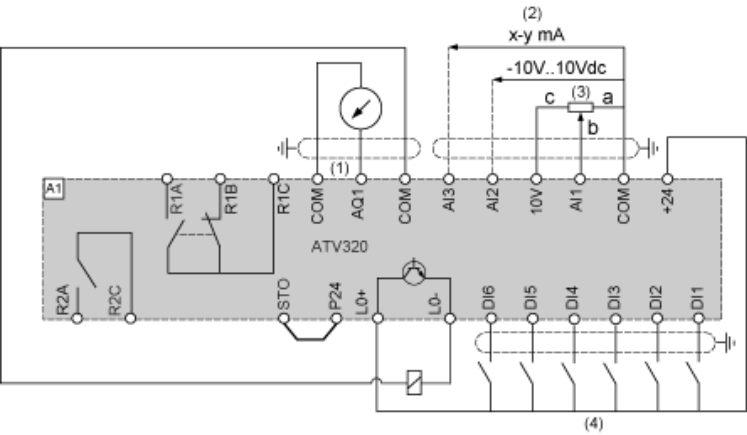 (2)
x-y mA
-10V..10Vdc
c (3) a
b
(1)
A1
R1A
R1B
R1C
COM
AQ1
COM
AI3
AI2
10V
AI1
COM
+24
ATV320
R2A
R2C
STO
P24
L0+
L0-
DI6
DI5
DI4
DI3
DI2
DI1
(4)